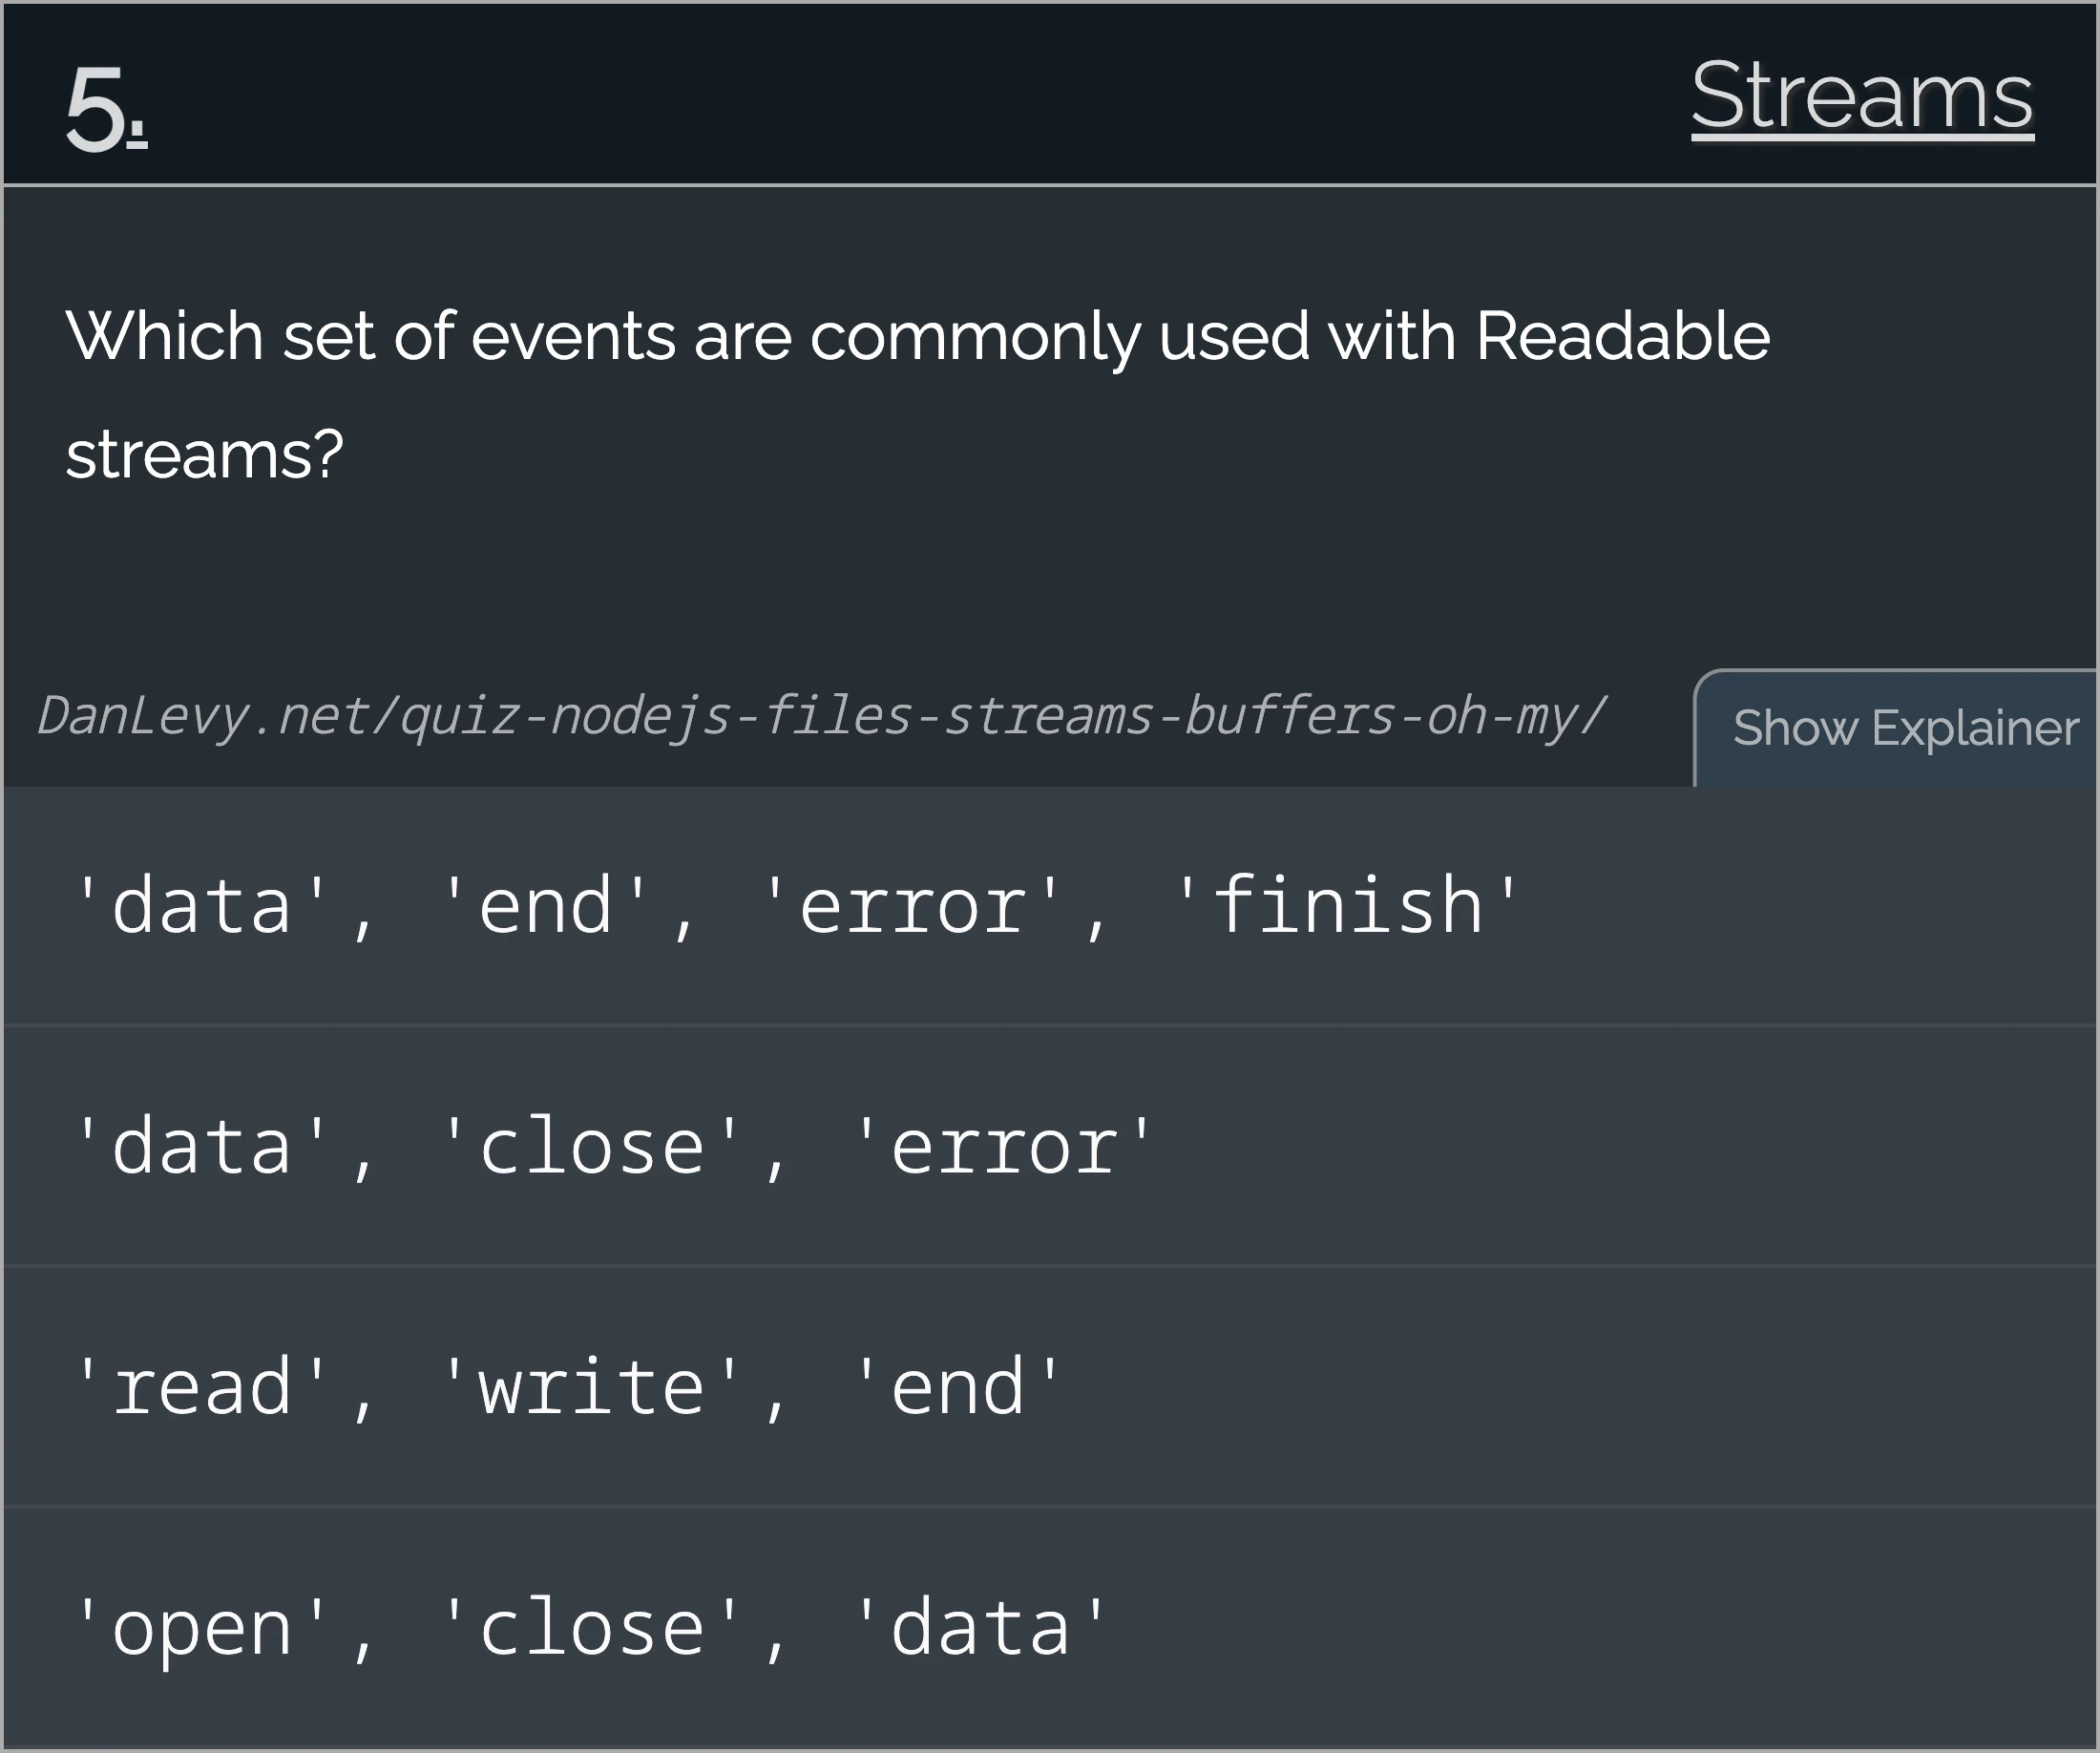 5.
Streams
Which set of events are commonly used with Readable
streams?
DanLevy.net/quiz-nodejs-files-streams-buffers-oh-my/
Show Explainer
'data', 'end', 'error', 'finish'
'data', 'close', 'error'
'read', 'write', 'end'
'open', 'close', 'data'